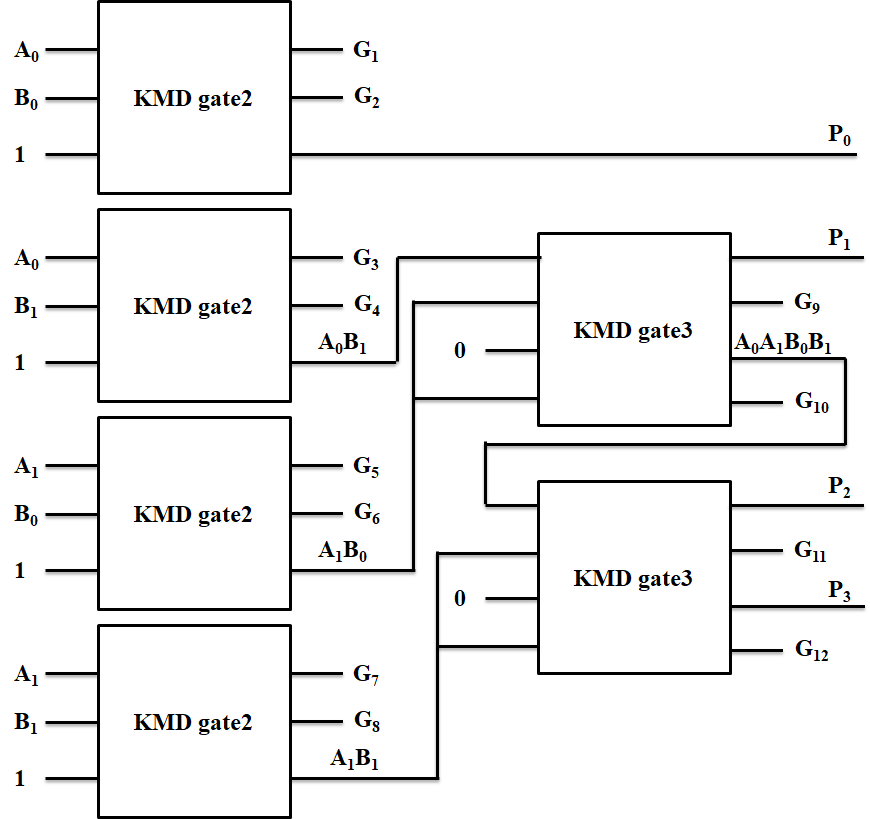 A₀ G₁
B₀ KMD gate2 G₂
1 P₀
A₀ G₃ P₁
B₁ KMD gate2 G₄ KMD gate3 G₉
1 A₀B₁ 0 A₀A₁B₀B₁
G₁₀
A₁ G₅ P₂
B₀ KMD gate2 G₆
1 A₁B₀ KMD gate3 G₁₁
0 P₃
G₁₂
A₁ G₇
B₁ KMD gate2 G₈
1 A₁B₁